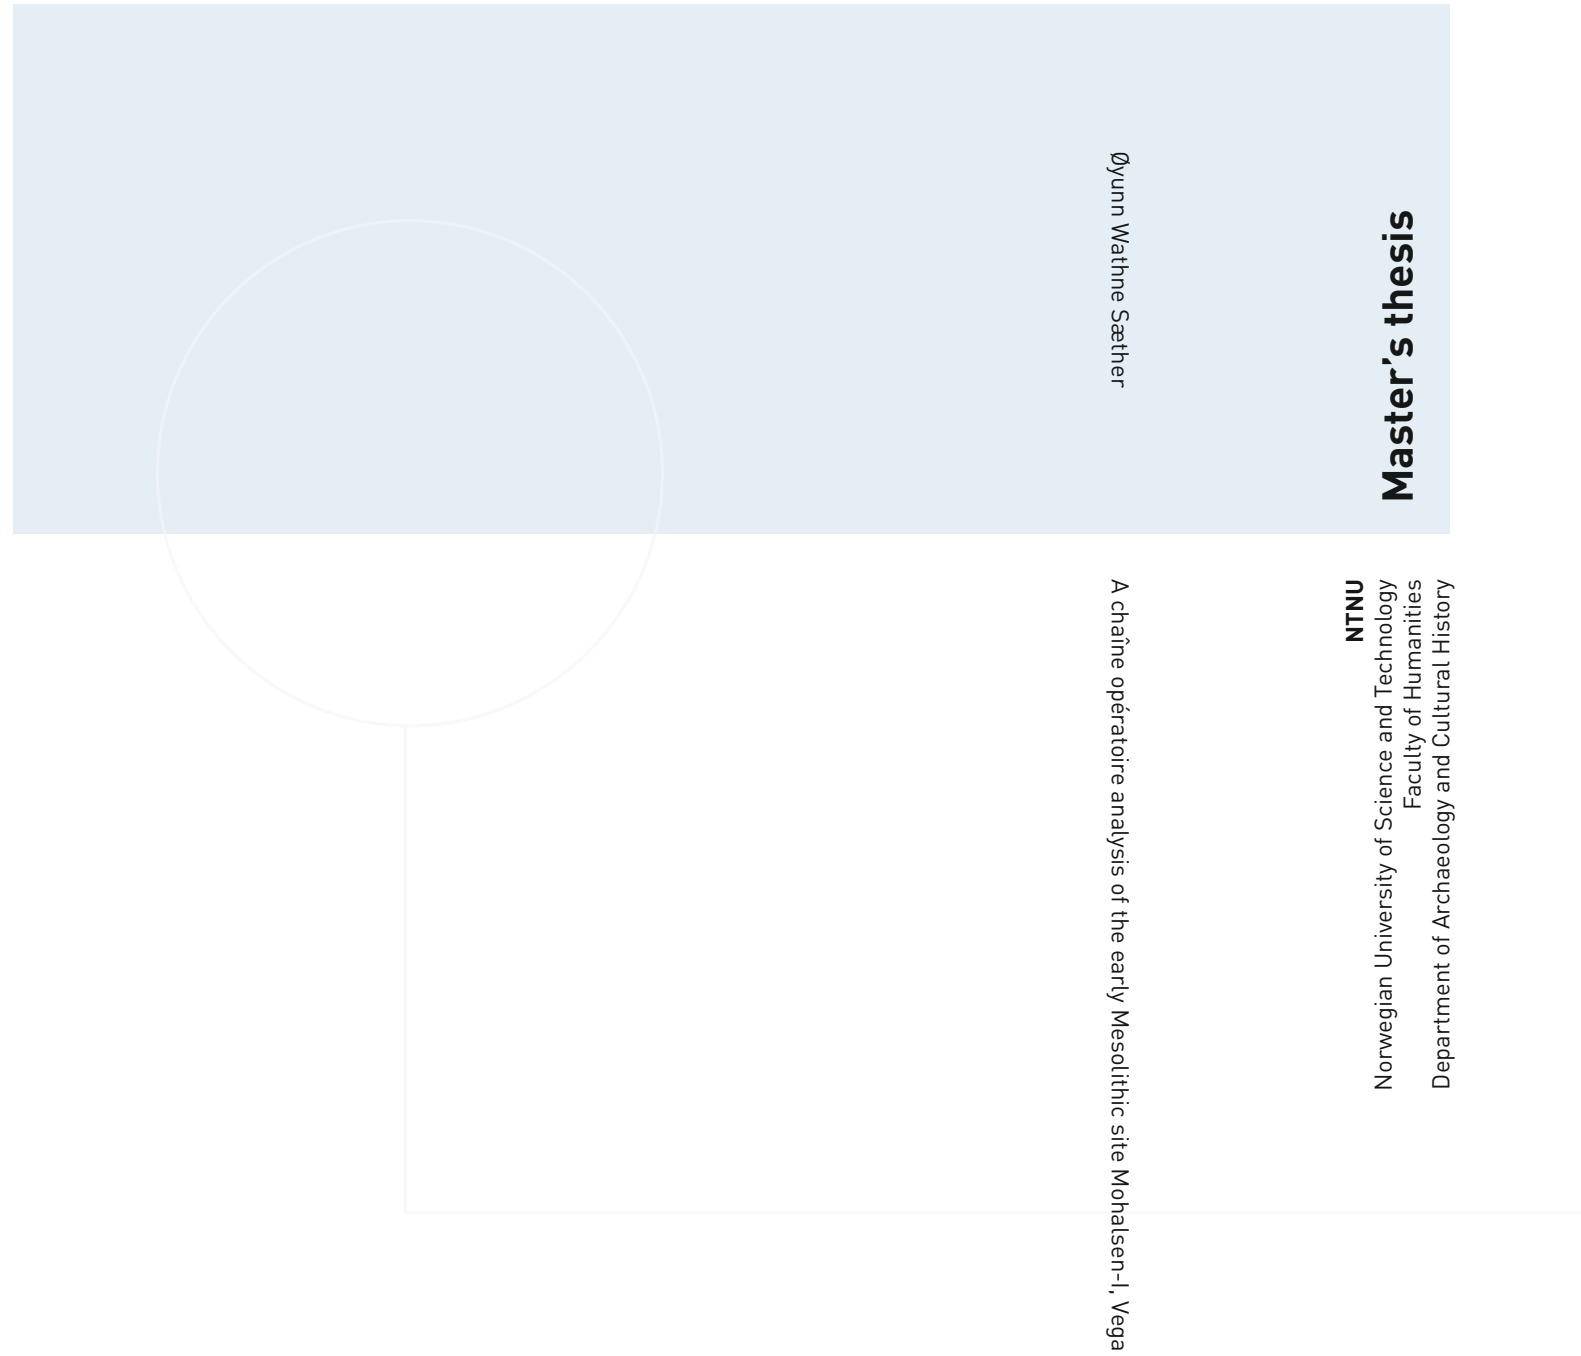 Øyunn Wathne Sæther
A chaîne opératoire analysis of the early Mesolithic site Mohalsen-I, Vega
Master’s thesis
NTNU
Norwegian University of Science and Technology
Faculty of Humanities
Department of Archaeology and Cultural History